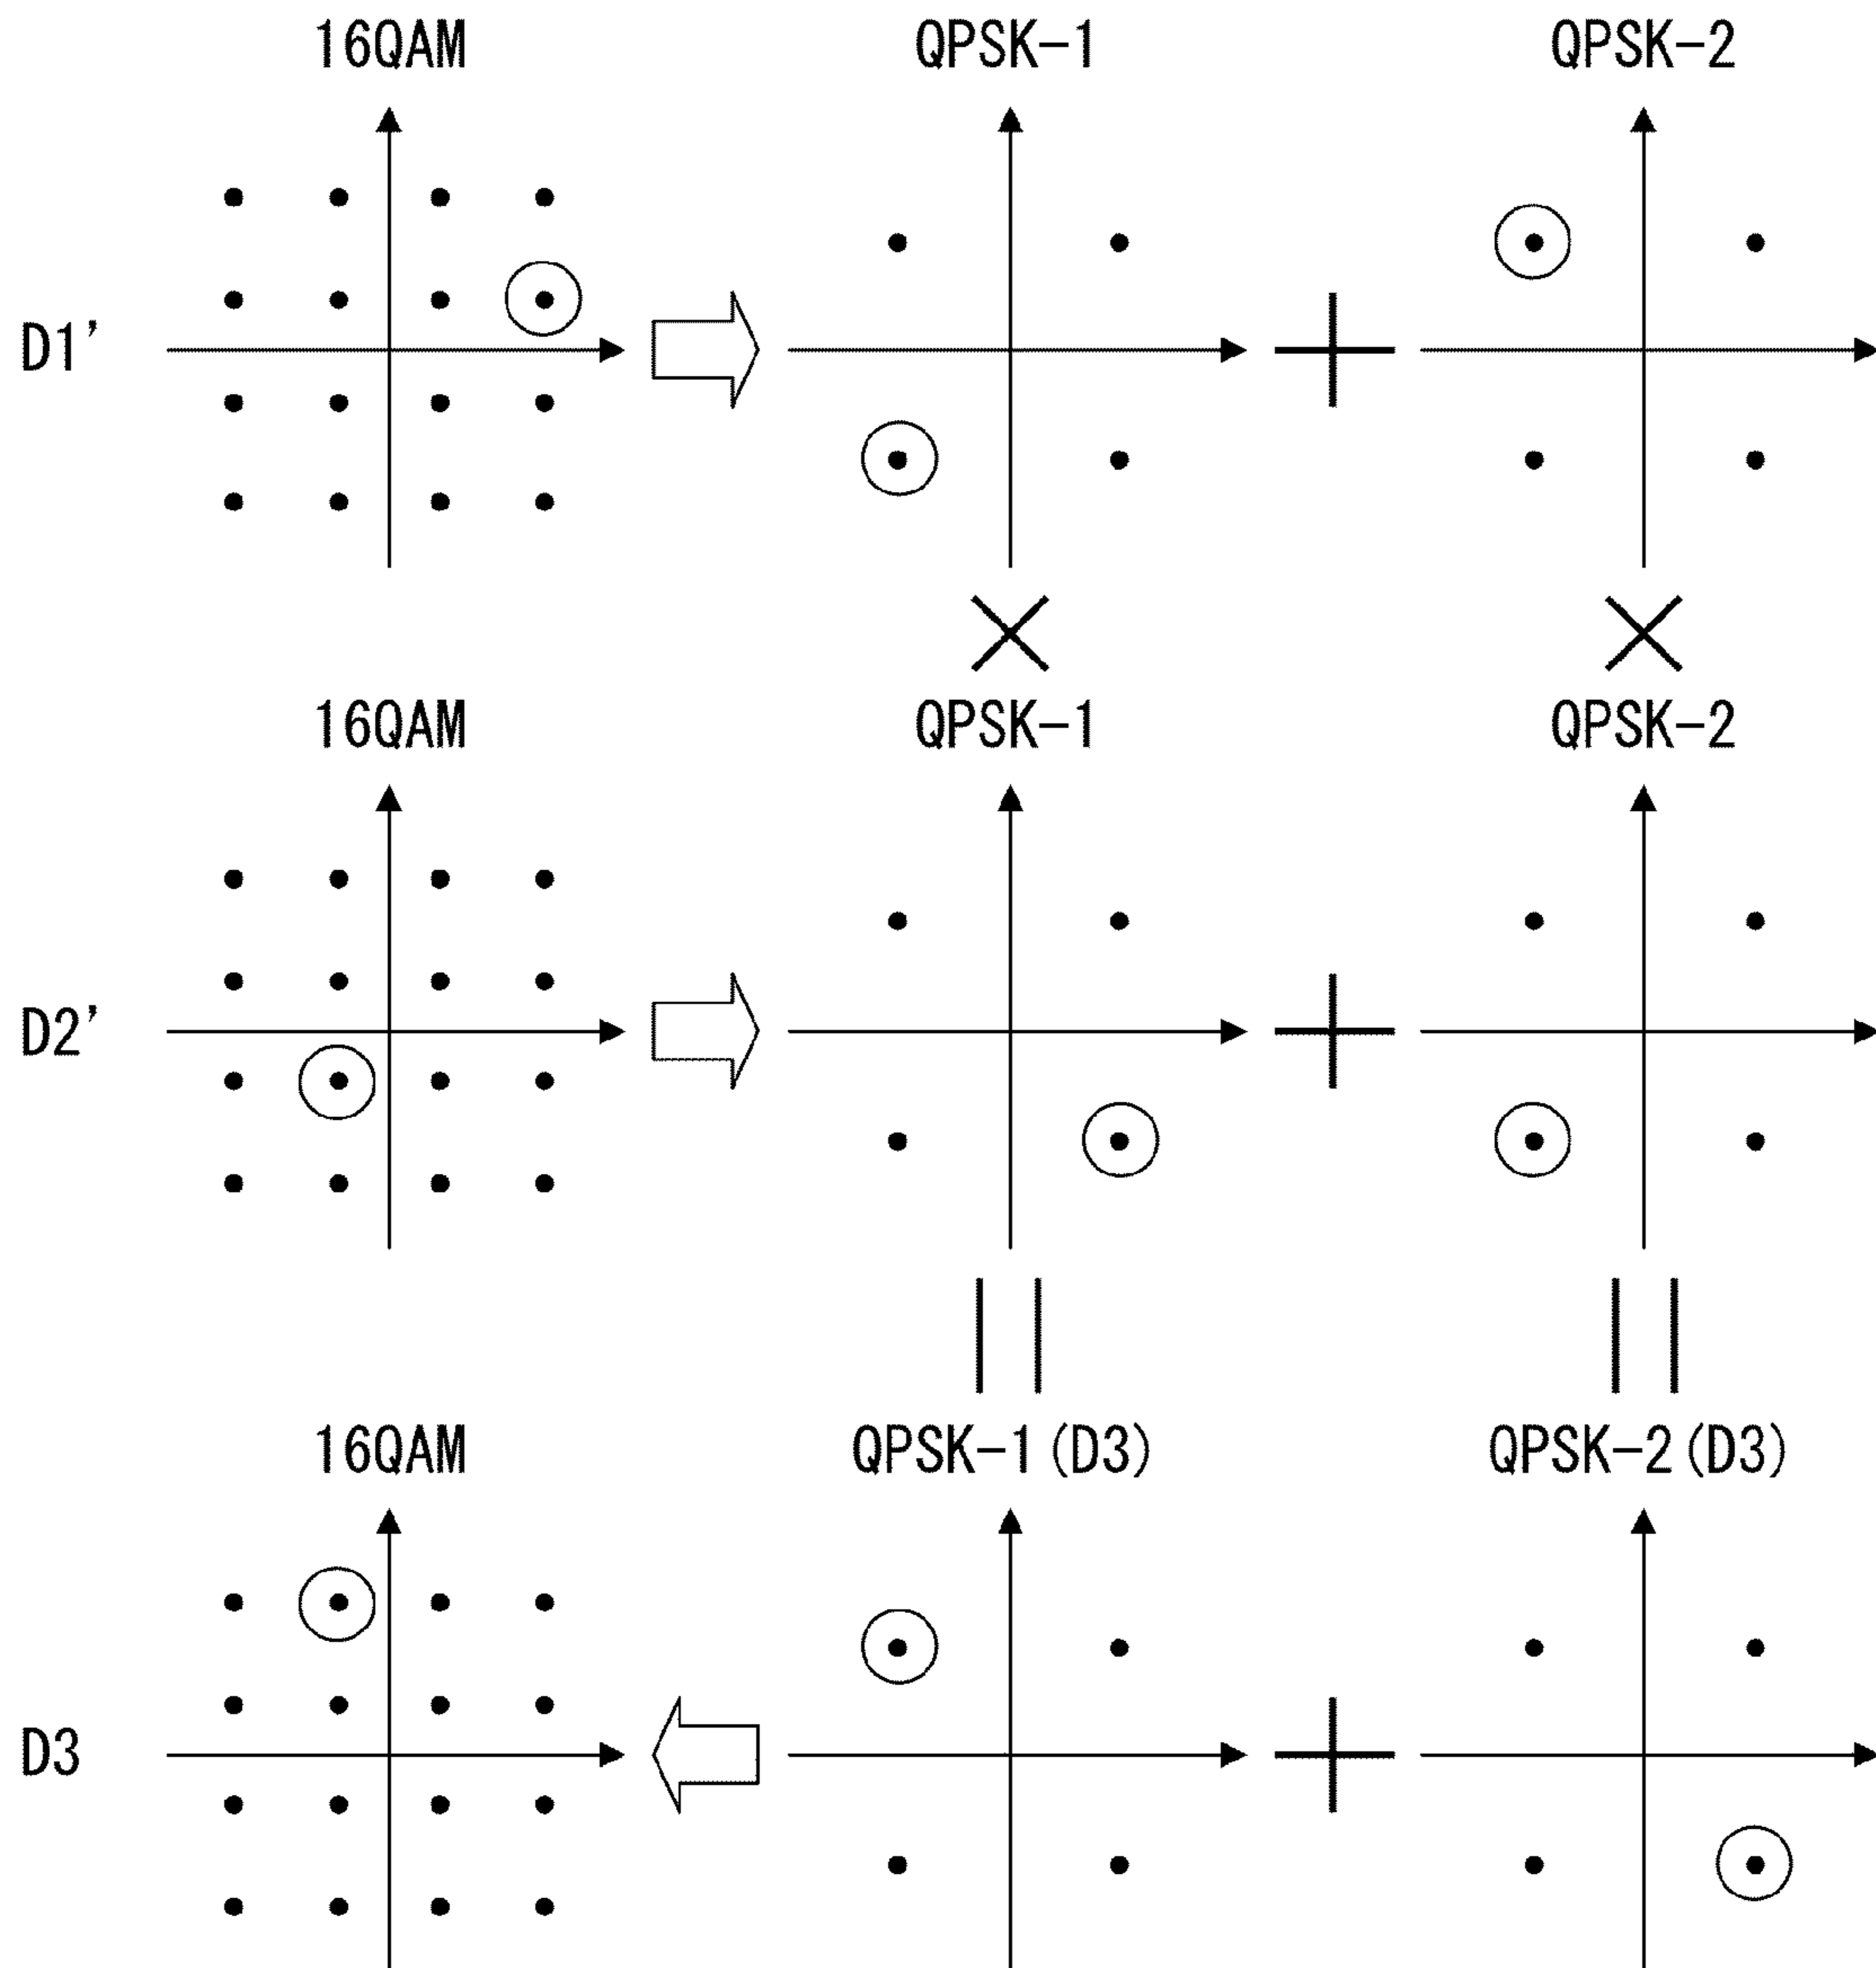 16QAM QPSK-1 QPSK-2
D1'
16QAM QPSK-1 QPSK-2
D2'
16QAM QPSK-1(D3) QPSK-2(D3)
D3